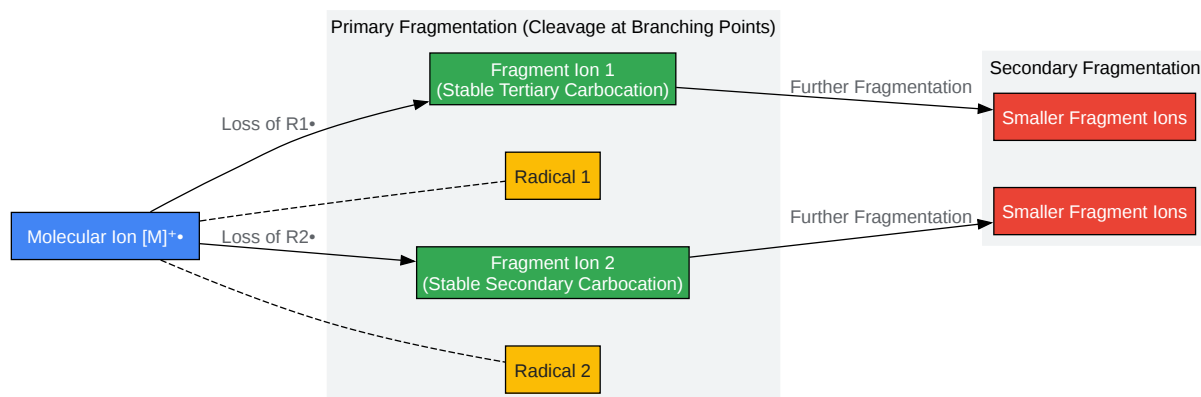 Primary Fragmentation (Cleavage at Branching Points)
Fragment Ion 1
(Stable Tertiary Carbocation)
Further Fragmentation
Secondary Fragmentation
Smaller Fragment Ions
Loss of R1•
Radical 1
Molecular Ion [M]⁺•
Loss of R2•
Fragment Ion 2
(Stable Secondary Carbocation)
Further Fragmentation
Smaller Fragment Ions
Radical 2